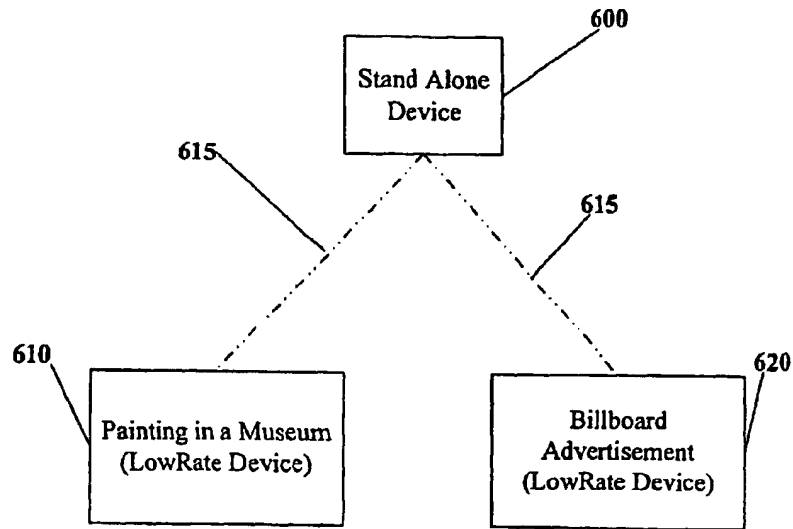 600
Stand Alone
Device
615
615
610
620
Painting in a Museum
(LowRate Device)
Billboard
Advertisement
(LowRate Device)